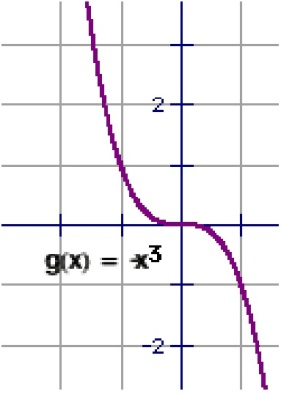 2
g(x) = -x³
-2